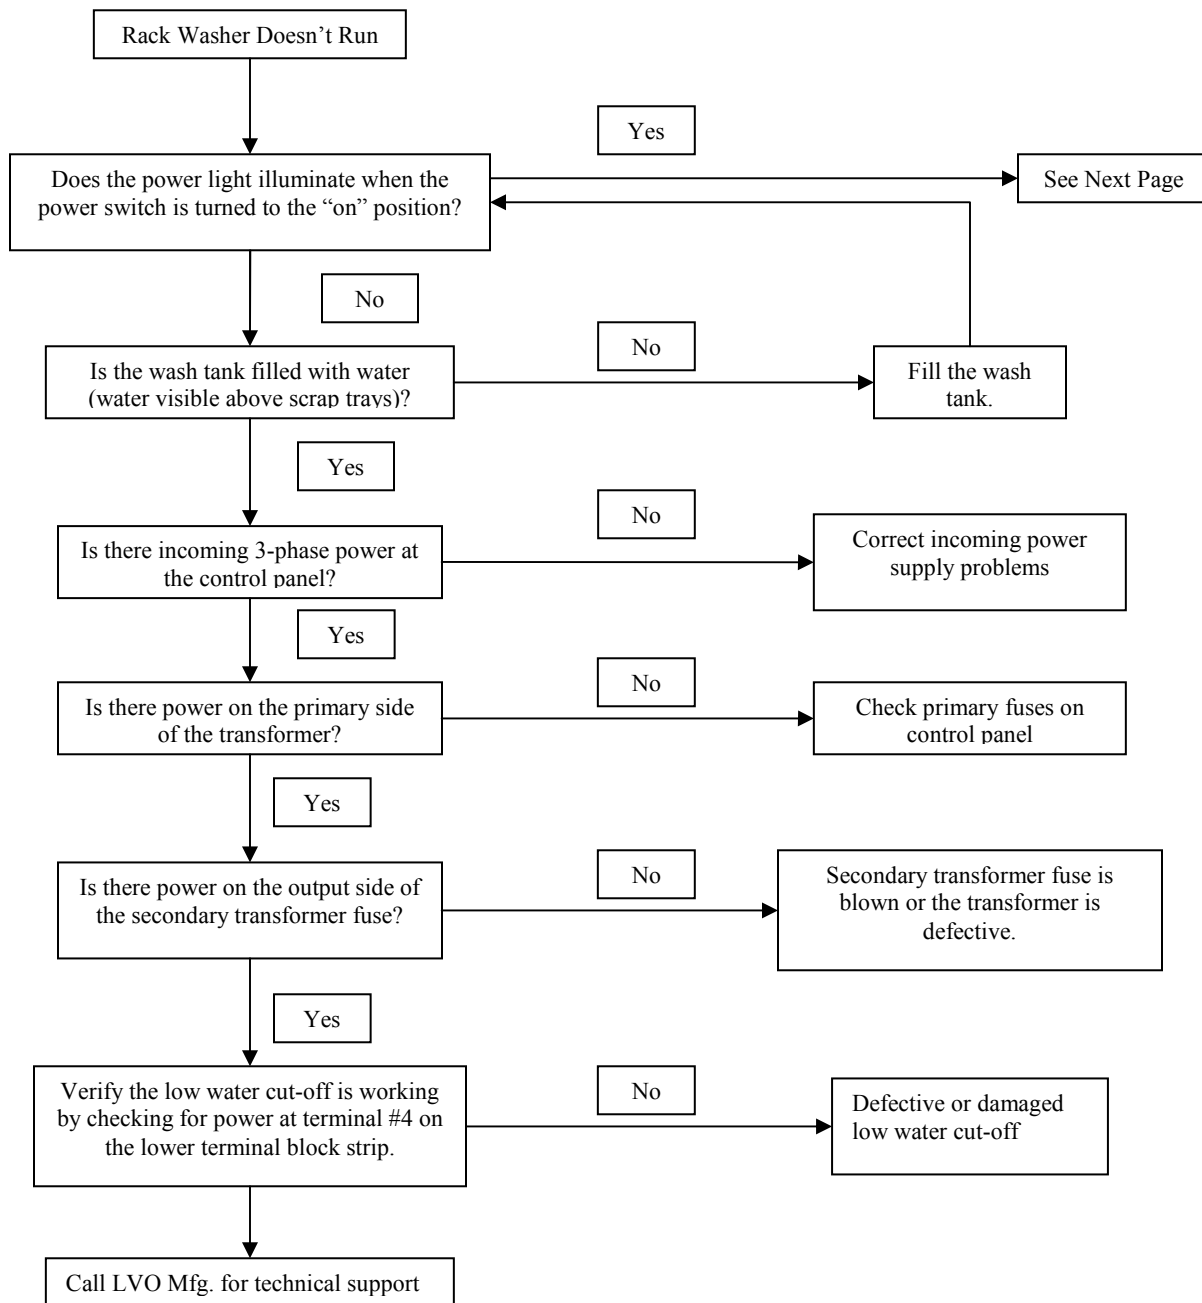 Rack Washer Doesn’t Run
Yes
Does the power light illuminate when the
power switch is turned to the “on” position?
See Next Page
No
No
Is the wash tank filled with water
(water visible above scrap trays)?
Fill the wash
tank.
Yes
No
Is there incoming 3-phase power at
the control panel?
Correct incoming power
supply problems
Yes
No
Is there power on the primary side
of the transformer?
Check primary fuses on
control panel
Yes
No
Is there power on the output side of
the secondary transformer fuse?
Secondary transformer fuse is
blown or the transformer is
defective.
Yes
No
Verify the low water cut-off is working
by checking for power at terminal #4 on
the lower terminal block strip.
Defective or damaged
low water cut-off
Call LVO Mfg. for technical support